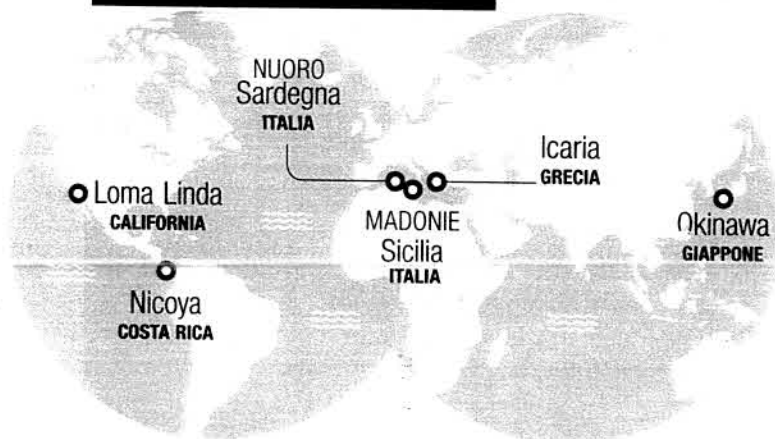 NUORO
Sardegna
ITALIA
Icaria
GRECIA
Loma Linda
CALIFORNIA
MADONIE
Sicilia
ITALIA
Okinawa
GIAPPONE
Nicoya
COSTA RICA